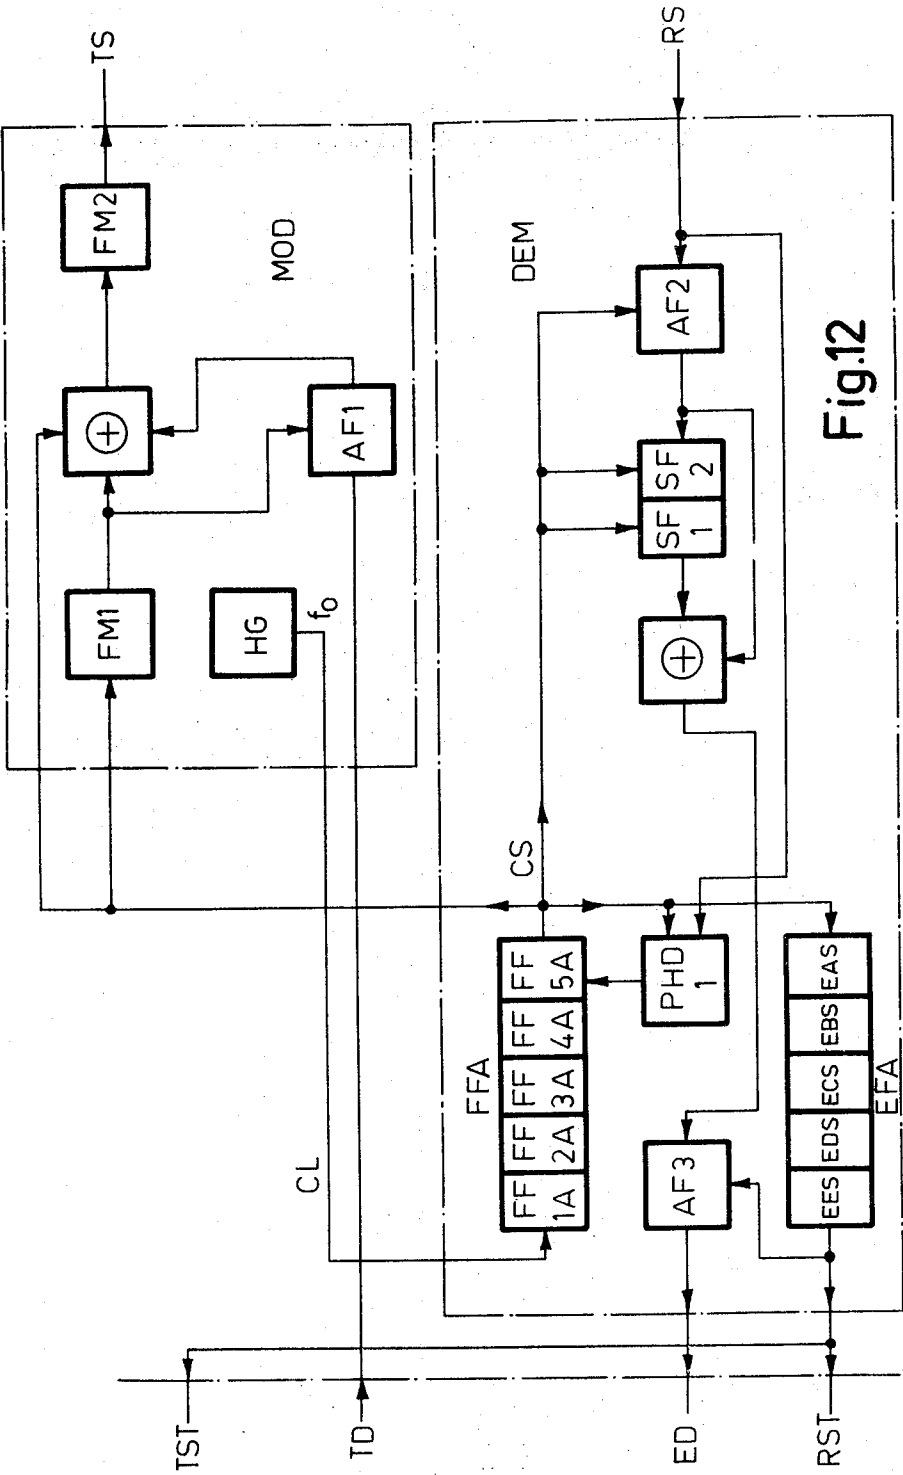 FM1
FM2
TS
TST
HG
MOD
CL
f₀
TD
AF1
FFA
CS
DEM
FF 1A
FF 2A
FF 3A
FF 4A
FF 5A
ED
AF3
PHD 1
SF 1
SF 2
AF2
RS
RST
EES
EDS
ECS
EBS
EAS
EFA
Fig.12